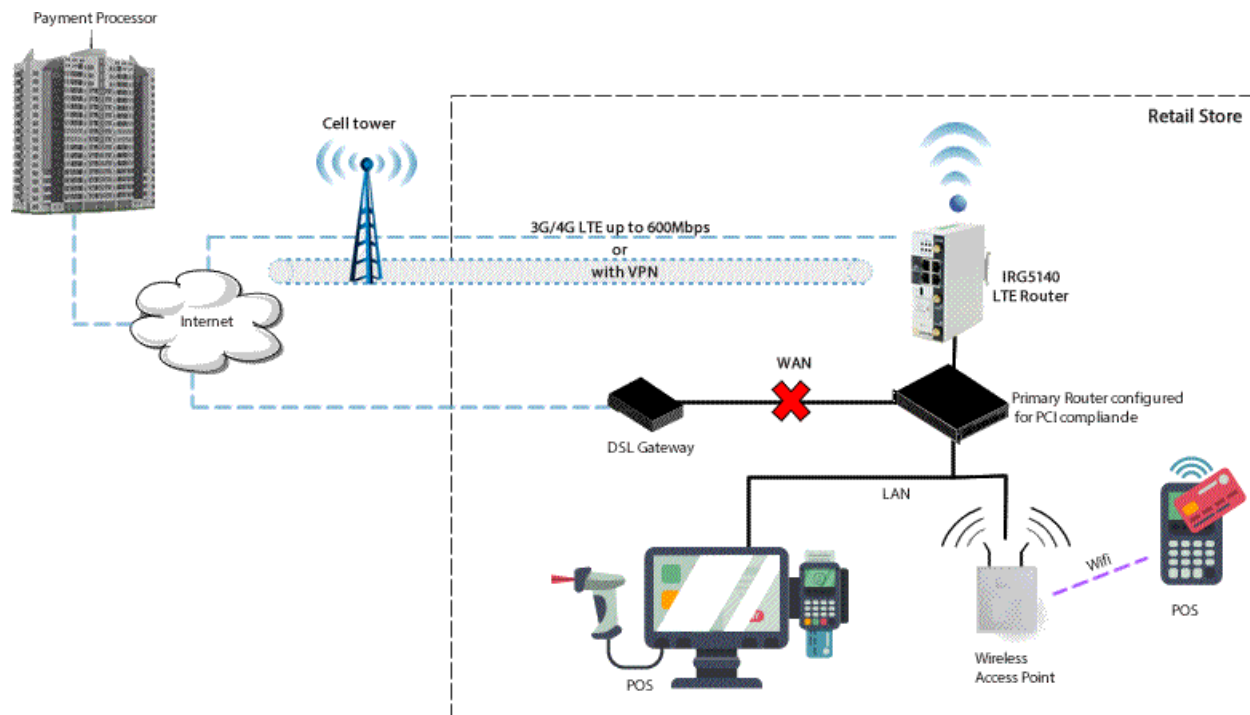 Payment Processor
Retail Store
Cell tower
3G/4G LTE up to 600Mbps
or
with VPN
IRG5140
LTE Router
Internet
WAN
Primary Router configured
for PCI compliande
DSL Gateway
LAN
Wifi
POS
Wireless
Access Point
POS